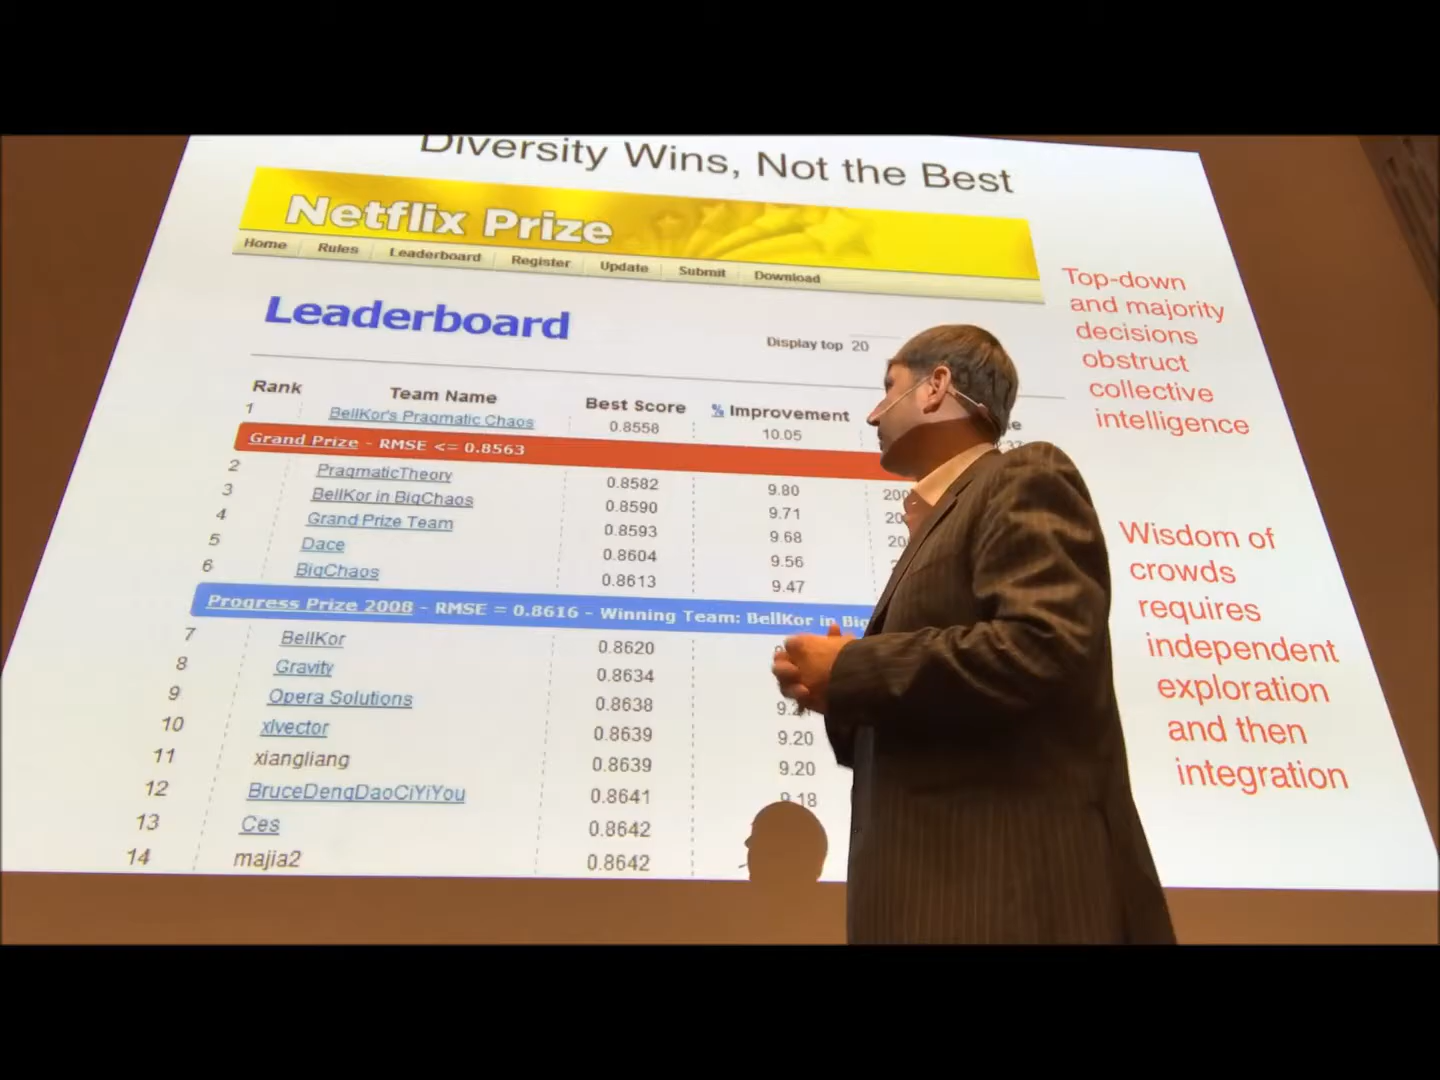 Diversity Wins, Not the Best
Netflix Prize
Home Rules Leaderboard Register Update Submit Download
Leaderboard
Display top 20
Rank Team Name Best Score % Improvement
1 BellKor's Pragmatic Chaos 0.8558 10.05
Grand Prize - RMSE <= 0.8563
2 PragmaticTheory 0.8582 9.80
3 BellKor in BigChaos 0.8590 9.71
4 Grand Prize Team 0.8593 9.68
5 Dace 0.8604 9.56
6 BigChaos 0.8613 9.47
Progress Prize 2008 - RMSE = 0.8616 - Winning Team: BellKor in Big
7 BellKor 0.8620
8 Gravity 0.8634
9 Opera Solutions 0.8638
10 xlvector 0.8639 9.20
11 xiangliang 0.8639 9.20
12 BruceDengDaoCiYiYou 0.8641 9.18
13 Ces 0.8642
14 majia2 0.8642
Top-down
and majority
decisions
obstruct
collective
intelligence
Wisdom of
crowds
requires
independent
exploration
and then
integration